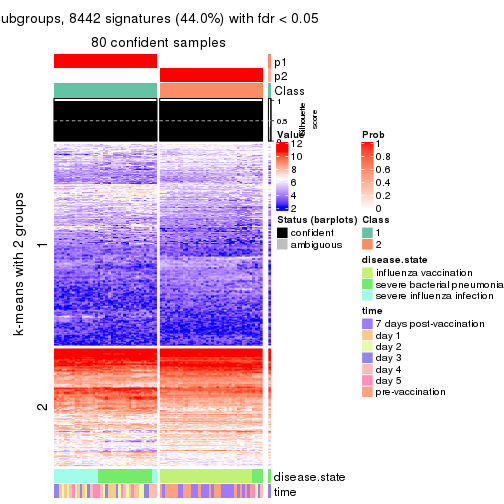 ubgroups, 8442 signatures (44.0%) with fdr < 0.05
80 confident samples
p1
p2
Class
1
0.5
0
Silhouette
score
k-means with 2 groups
1
2
disease.state
time
Value
12
10
8
6
4
2
Status (barplots)
confident
ambiguous
Prob
1
0.8
0.6
0.4
0.2
0
Class
1
2
disease.state
influenza vaccination
severe bacterial pneumonia
severe influenza infection
time
7 days post-vaccination
day 1
day 2
day 3
day 4
day 5
pre-vaccination